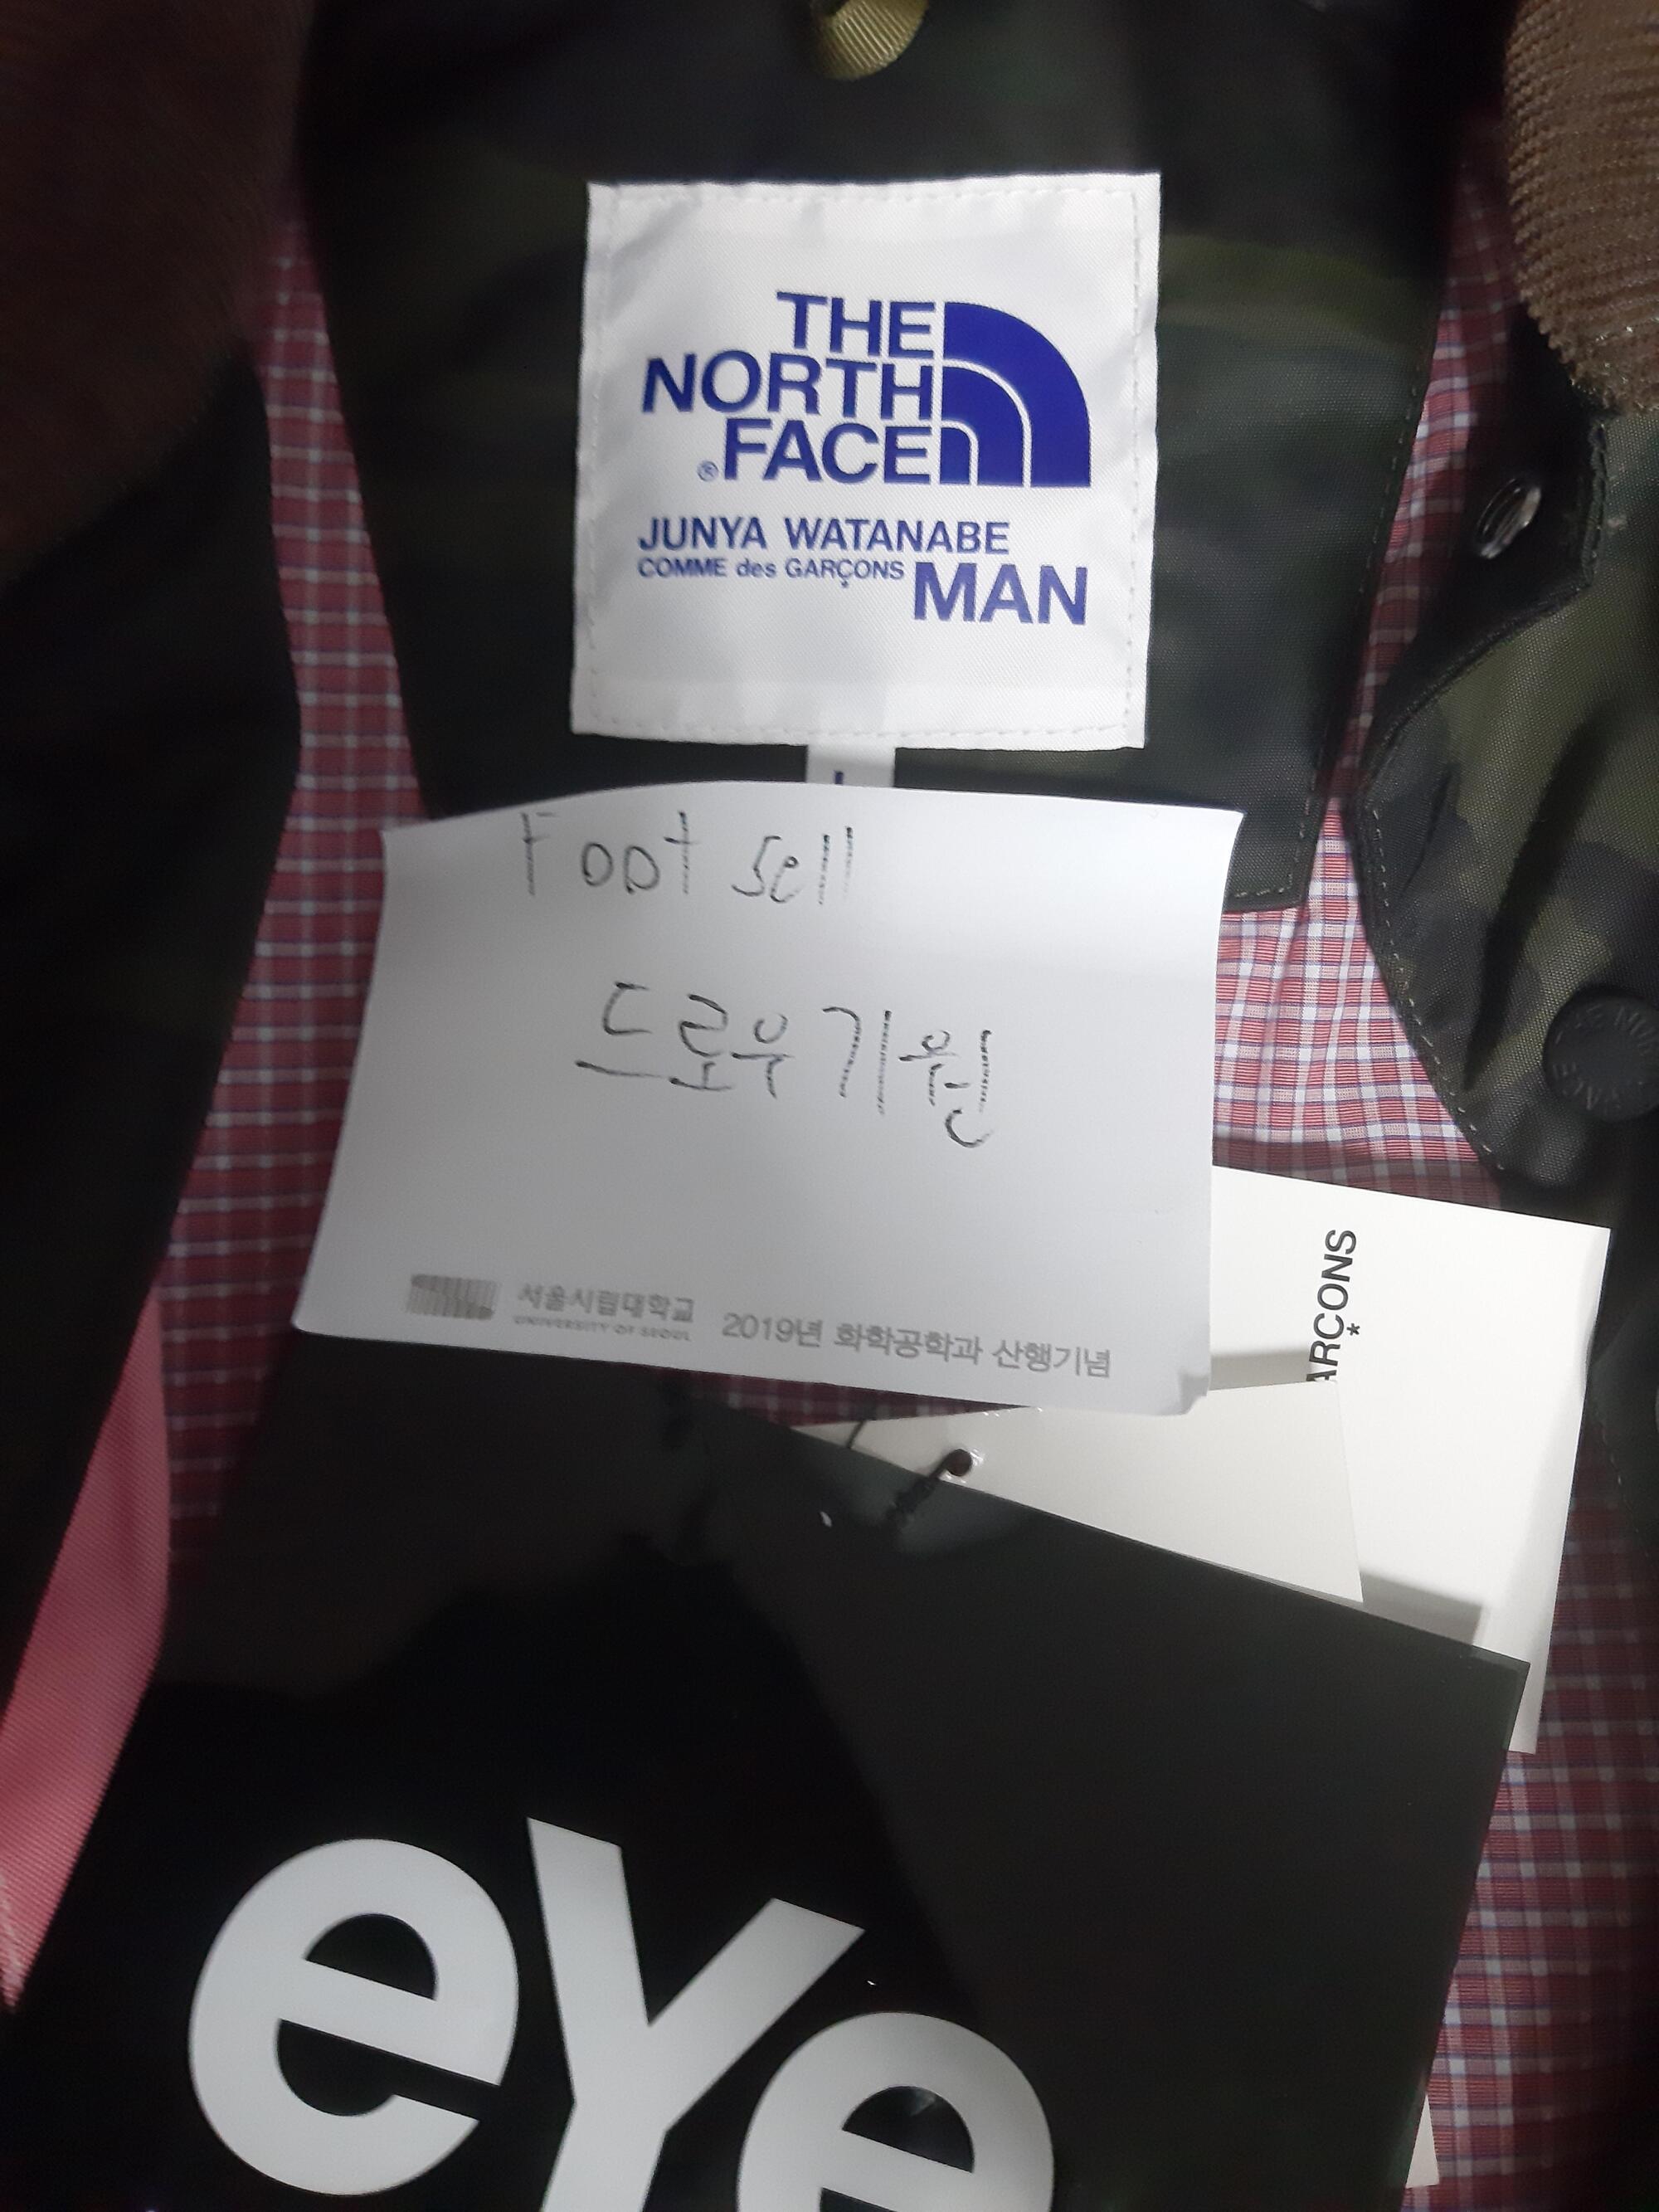 THE
NORTH
FACE
®
JUNYA WATANABE
COMME des GARÇONS MAN
L
Foot sell
드로우기원
서울시립대학교
UNIVERSITY OF SEOUL
2019년 화학공학과 산행기념
ARÇONS
eYe